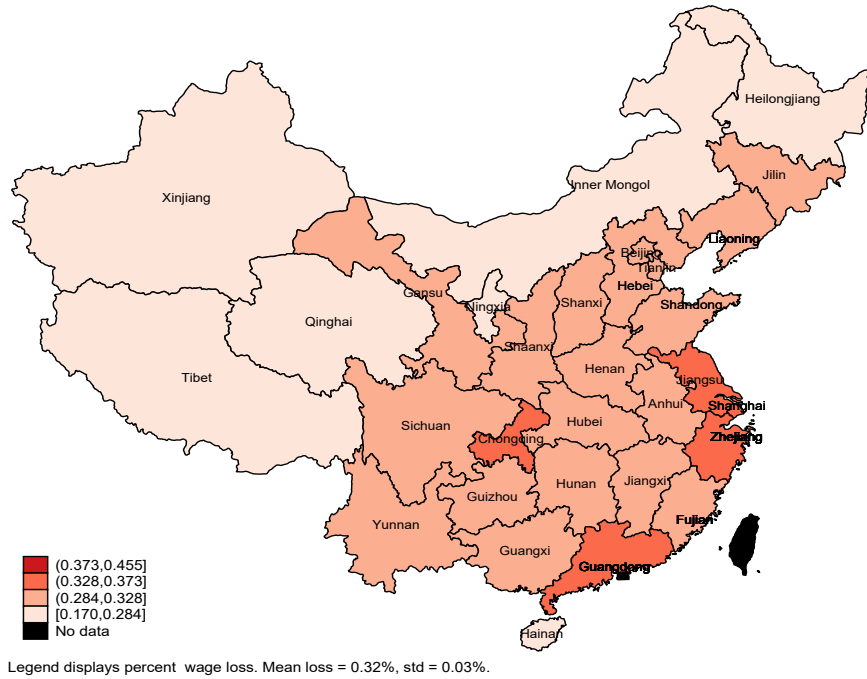 Heilongjiang
Jilin
Xinjiang
Inner Mongol
Liaoning
Beijing
Tianjin
Hebei
Gansu
Ningxia
Shanxi
Shandong
Qinghai
Shaanxi
Henan
Tibet
Jiangsu
Anhui
Shanghai
Sichuan
Hubei
Chongqing
Zhejiang
Guizhou
Hunan
Jiangxi
Yunnan
Fujian
Guangxi
Guangdong
Hainan
(0.373,0.455]
(0.328,0.373]
(0.284,0.328]
[0.170,0.284]
No data
Legend displays percent wage loss. Mean loss = 0.32%, std = 0.03%.